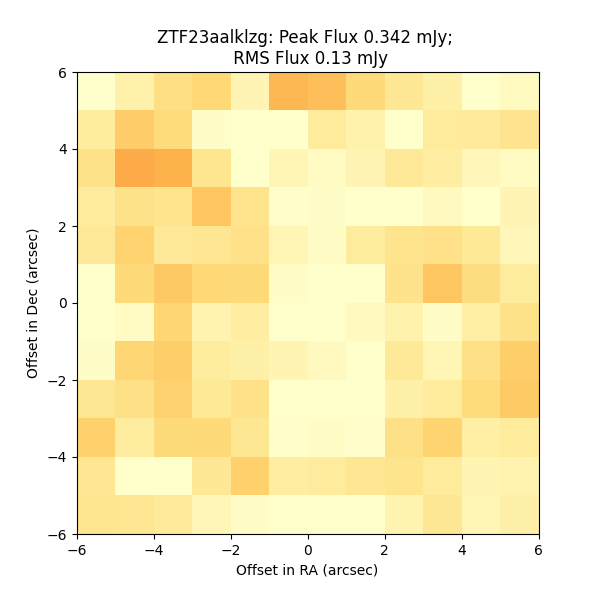 ZTF23aalklzg: Peak Flux 0.342 mJy;
RMS Flux 0.13 mJy
6
4
2
0
−2
−4
−6
Offset in Dec (arcsec)
−6 −4 −2 0 2 4 6
Offset in RA (arcsec)